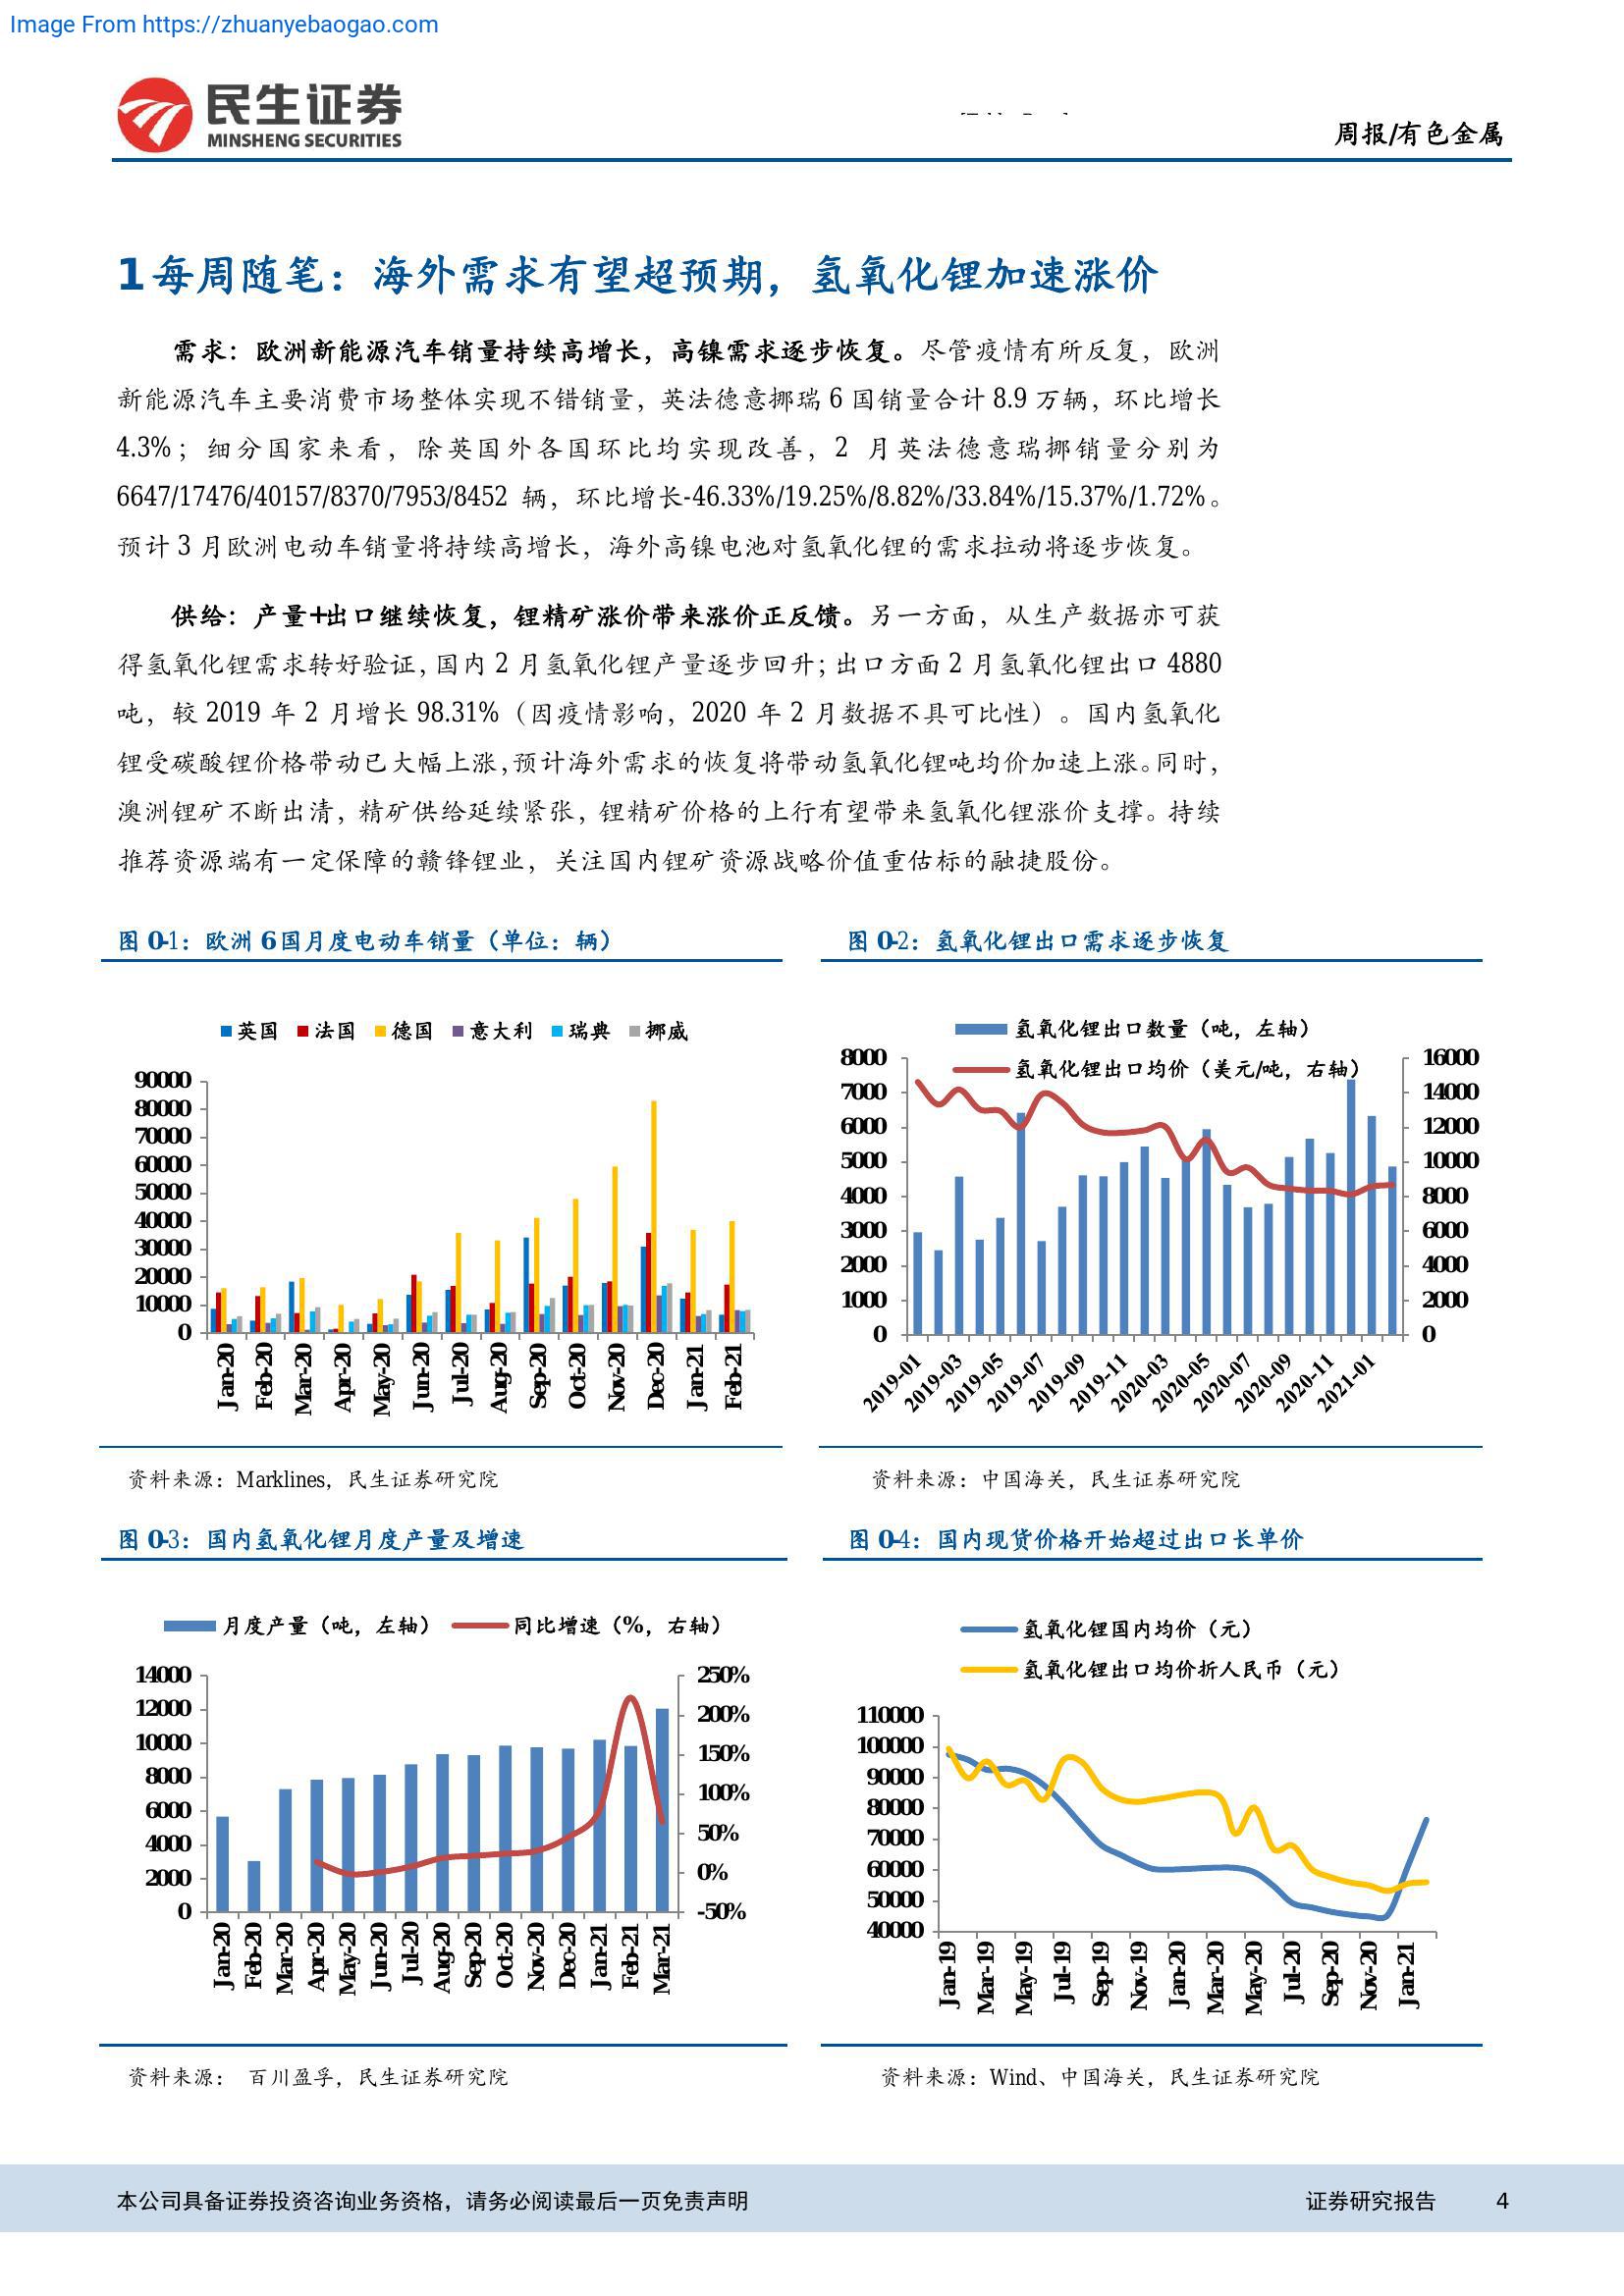 Image From https://zhuanyebaogao.com
民生证券
MINSHENG SECURITIES
周报/有色金属
1 每周随笔：海外需求有望超预期，氢氧化锂加速涨价
需求：欧洲新能源汽车销量持续高增长，高镍需求逐步恢复。尽管疫情有所反复，欧洲
新能源汽车主要消费市场整体实现不错销量，英法德意挪瑞 6 国销量合计 8.9 万辆，环比增长
4.3%；细分国家来看，除英国外各国环比均实现改善，2 月英法德意瑞挪销量分别为
6647/17476/40157/8370/7953/8452 辆，环比增长-46.33%/19.25%/8.82%/33.84%/15.37%/1.72%。
预计 3 月欧洲电动车销量将持续高增长，海外高镍电池对氢氧化锂的需求拉动将逐步恢复。
供给：产量+出口继续恢复，锂精矿涨价带来涨价正反馈。另一方面，从生产数据亦可获
得氢氧化锂需求转好验证，国内 2 月氢氧化锂产量逐步回升；出口方面 2 月氢氧化锂出口 4880
吨，较 2019 年 2 月增长 98.31%（因疫情影响，2020 年 2 月数据不具可比性）。国内氢氧化
锂受碳酸锂价格带动已大幅上涨，预计海外需求的恢复将带动氢氧化锂吨均价加速上涨。同时，
澳洲锂矿不断出清，精矿供给延续紧张，锂精矿价格的上行有望带来氢氧化锂涨价支撑。持续
推荐资源端有一定保障的赣锋锂业，关注国内锂矿资源战略价值重估标的融捷股份。
图 0-1：欧洲 6 国月度电动车销量（单位：辆）
英国 法国 德国 意大利 瑞典 挪威
90000
80000
70000
60000
50000
40000
30000
20000
10000
0
Jan-20 Feb-20 Mar-20 Apr-20 May-20 Jun-20 Jul-20 Aug-20 Sep-20 Oct-20 Nov-20 Dec-20 Jan-21 Feb-21
资料来源：Marklines，民生证券研究院
图 0-2：氢氧化锂出口需求逐步恢复
氢氧化锂出口数量（吨，左轴）
氢氧化锂出口均价（美元/吨，右轴）
8000 16000
7000 14000
6000 12000
5000 10000
4000 8000
3000 6000
2000 4000
1000 2000
0 0
2019-01 2019-03 2019-05 2019-07 2019-09 2019-11 2020-03 2020-05 2020-07 2020-09 2020-11 2021-01
资料来源：中国海关，民生证券研究院
图 0-3：国内氢氧化锂月度产量及增速
月度产量（吨，左轴） 同比增速（%，右轴）
14000
12000
10000
8000
6000
4000
2000
0
250%
200%
150%
100%
50%
0%
-50%
Jan-20 Feb-20 Mar-20 Apr-20 May-20 Jun-20 Jul-20 Aug-20 Sep-20 Oct-20 Nov-20 Dec-20 Jan-21 Feb-21 Mar-21
资料来源： 百川盈孚，民生证券研究院
图 0-4：国内现货价格开始超过出口长单价
氢氧化锂国内均价（元）
氢氧化锂出口均价折人民币（元）
110000
100000
90000
80000
70000
60000
50000
40000
Jan-19 Mar-19 May-19 Jul-19 Sep-19 Nov-19 Jan-20 Mar-20 May-20 Jul-20 Sep-20 Nov-20 Jan-21
资料来源：Wind、中国海关，民生证券研究院
本公司具备证券投资咨询业务资格，请务必阅读最后一页免责声明 证券研究报告 4